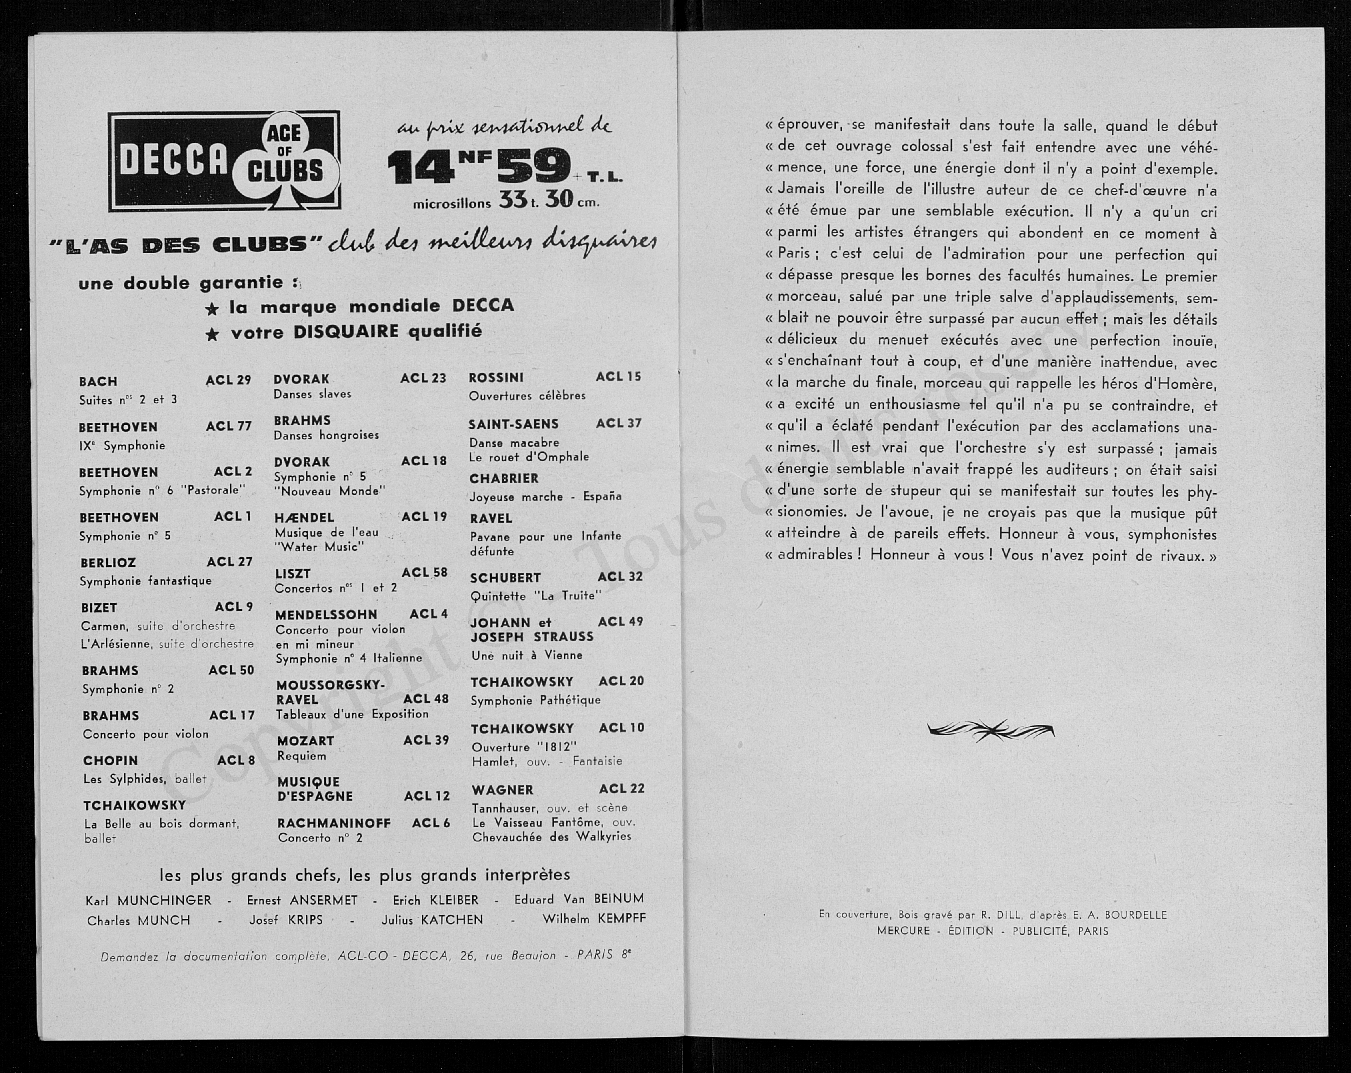 DECCA
ACE
OF
CLUBS
au prix sensationnel de
14 NF 59 + T.L.
microsillons 33 t. 30 cm.
"L'AS DES CLUBS" club des meilleurs disquaires
une double garantie :
★ la marque mondiale DECCA
★ votre DISQUAIRE qualifié
BACH ACL 29
Suites nos 2 et 3
BEETHOVEN ACL 77
IXe Symphonie
BEETHOVEN ACL 2
Symphonie n° 6 "Pastorale"
BEETHOVEN ACL 1
Symphonie n° 5
BERLIOZ ACL 27
Symphonie fantastique
BIZET ACL 9
Carmen, suite d'orchestre
L'Arlésienne, suite d'orchestre
BRAHMS ACL 50
Symphonie n° 2
BRAHMS ACL 17
Concerto pour violon
CHOPIN ACL 8
Les Sylphides, ballet
TCHAIKOWSKY
La Belle au bois dormant,
ballet
DVORAK ACL 23
Danses slaves
BRAHMS
Danses hongroises
DVORAK ACL 18
Symphonie n° 5
"Nouveau Monde"
HÆNDEL ACL 19
Musique de l'eau
"Water Music"
LISZT ACL 58
Concertos nos 1 et 2
MENDELSSOHN ACL 4
Concerto pour violon
en mi mineur
Symphonie n° 4 Italienne
MOUSSORGSKY-
RAVEL ACL 48
Tableaux d'une Exposition
MOZART ACL 39
Requiem
MUSIQUE
D'ESPAGNE ACL 12
RACHMANINOFF ACL 6
Concerto n° 2
ROSSINI ACL 15
Ouvertures célèbres
SAINT-SAENS ACL 37
Danse macabre
Le rouet d'Omphale
CHABRIER
Joyeuse marche - España
RAVEL
Pavane pour une Infante
défunte
SCHUBERT ACL 32
Quintette "La Truite"
JOHANN et ACL 49
JOSEPH STRAUSS
Une nuit à Vienne
TCHAIKOWSKY ACL 20
Symphonie Pathétique
TCHAIKOWSKY ACL 10
Ouverture "1812"
Hamlet, ouv. - Fantaisie
WAGNER ACL 22
Tannhauser, ouv. et scène
Le Vaisseau Fantôme, ouv.
Chevauchée des Walkyries
les plus grands chefs, les plus grands interprètes
Karl MUNCHINGER - Ernest ANSERMET - Erich KLEIBER - Eduard Van BEINUM
Charles MUNCH - Josef KRIPS - Julius KATCHEN - Wilhelm KEMPFF
Demandez la documentation complète, ACL-CO - DECCA, 26, rue Beaujon - PARIS 8e
« éprouver, se manifestait dans toute la salle, quand le début
« de cet ouvrage colossal s'est fait entendre avec une véhé-
« mence, une force, une énergie dont il n'y a point d'exemple.
« Jamais l'oreille de l'illustre auteur de ce chef-d'œuvre n'a
« été émue par une semblable exécution. Il n'y a qu'un cri
« parmi les artistes étrangers qui abondent en ce moment à
« Paris ; c'est celui de l'admiration pour une perfection qui
« dépasse presque les bornes des facultés humaines. Le premier
« morceau, salué par une triple salve d'applaudissements, sem-
« blait ne pouvoir être surpassé par aucun effet ; mais les détails
« délicieux du menuet exécutés avec une perfection inouïe,
« s'enchaînant tout à coup, et d'une manière inattendue, avec
« la marche du finale, morceau qui rappelle les héros d'Homère,
« a excité un enthousiasme tel qu'il n'a pu se contraindre, et
« qu'il a éclaté pendant l'exécution par des acclamations una-
« nimes. Il est vrai que l'orchestre s'y est surpassé ; jamais
« énergie semblable n'avait frappé les auditeurs ; on était saisi
« d'une sorte de stupeur qui se manifestait sur toutes les phy-
« sionomies. Je l'avoue, je ne croyais pas que la musique pût
« atteindre à de pareils effets. Honneur à vous, symphonistes
« admirables ! Honneur à vous ! Vous n'avez point de rivaux. »
En couverture, Bois gravé par R. DILL, d'après E. A. BOURDELLE
MERCURE - ÉDITION - PUBLICITÉ, PARIS
Copyright © - Tous droits réservés